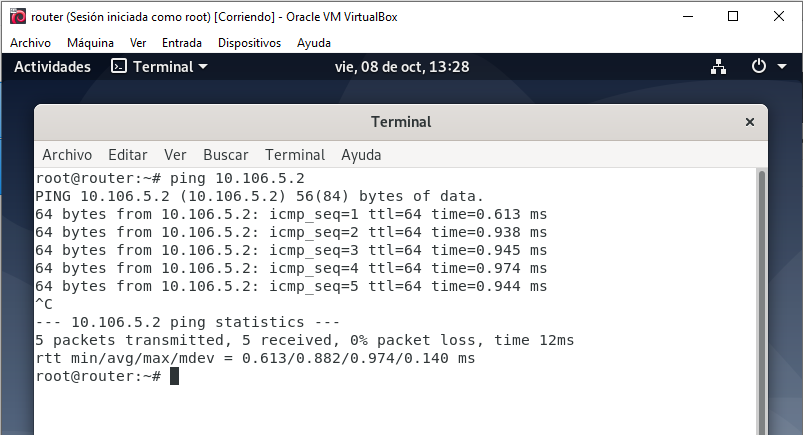 router (Sesión iniciada como root) [Corriendo] - Oracle VM VirtualBox
Archivo Máquina Ver Entrada Dispositivos Ayuda
Actividades Terminal vie, 08 de oct, 13:28
Terminal
Archivo Editar Ver Buscar Terminal Ayuda
root@router:~# ping 10.106.5.2
PING 10.106.5.2 (10.106.5.2) 56(84) bytes of data.
64 bytes from 10.106.5.2: icmp_seq=1 ttl=64 time=0.613 ms
64 bytes from 10.106.5.2: icmp_seq=2 ttl=64 time=0.938 ms
64 bytes from 10.106.5.2: icmp_seq=3 ttl=64 time=0.945 ms
64 bytes from 10.106.5.2: icmp_seq=4 ttl=64 time=0.974 ms
64 bytes from 10.106.5.2: icmp_seq=5 ttl=64 time=0.944 ms
^C
--- 10.106.5.2 ping statistics ---
5 packets transmitted, 5 received, 0% packet loss, time 12ms
rtt min/avg/max/mdev = 0.613/0.882/0.974/0.140 ms
root@router:~#